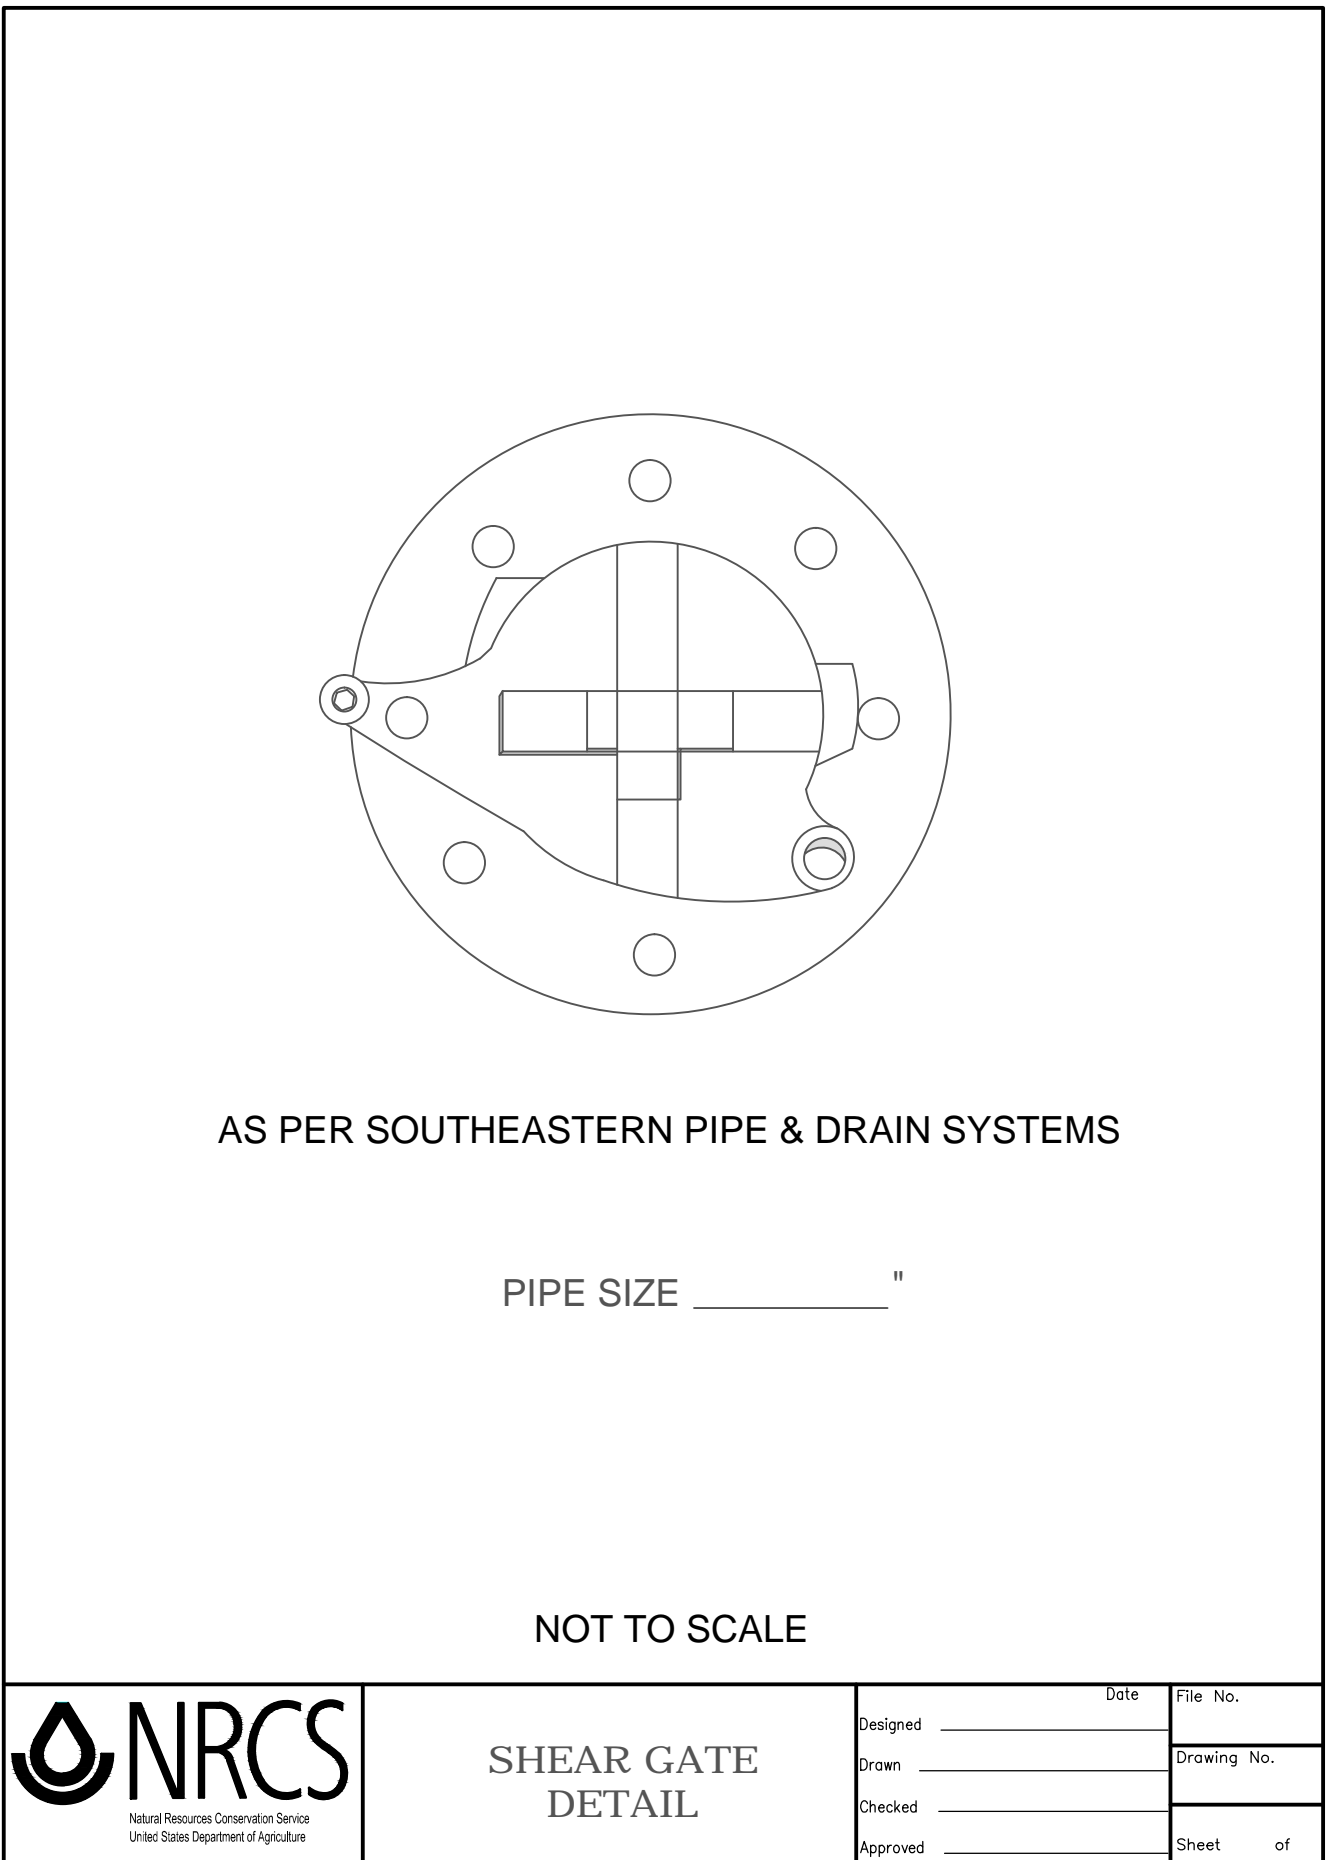 AS PER SOUTHEASTERN PIPE & DRAIN SYSTEMS
PIPE SIZE __________"
NOT TO SCALE
NRCS
Natural Resources Conservation Service
United States Department of Agriculture
SHEAR GATE
DETAIL
Date
Designed
Drawn
Checked
Approved
File No.
Drawing No.
Sheet of